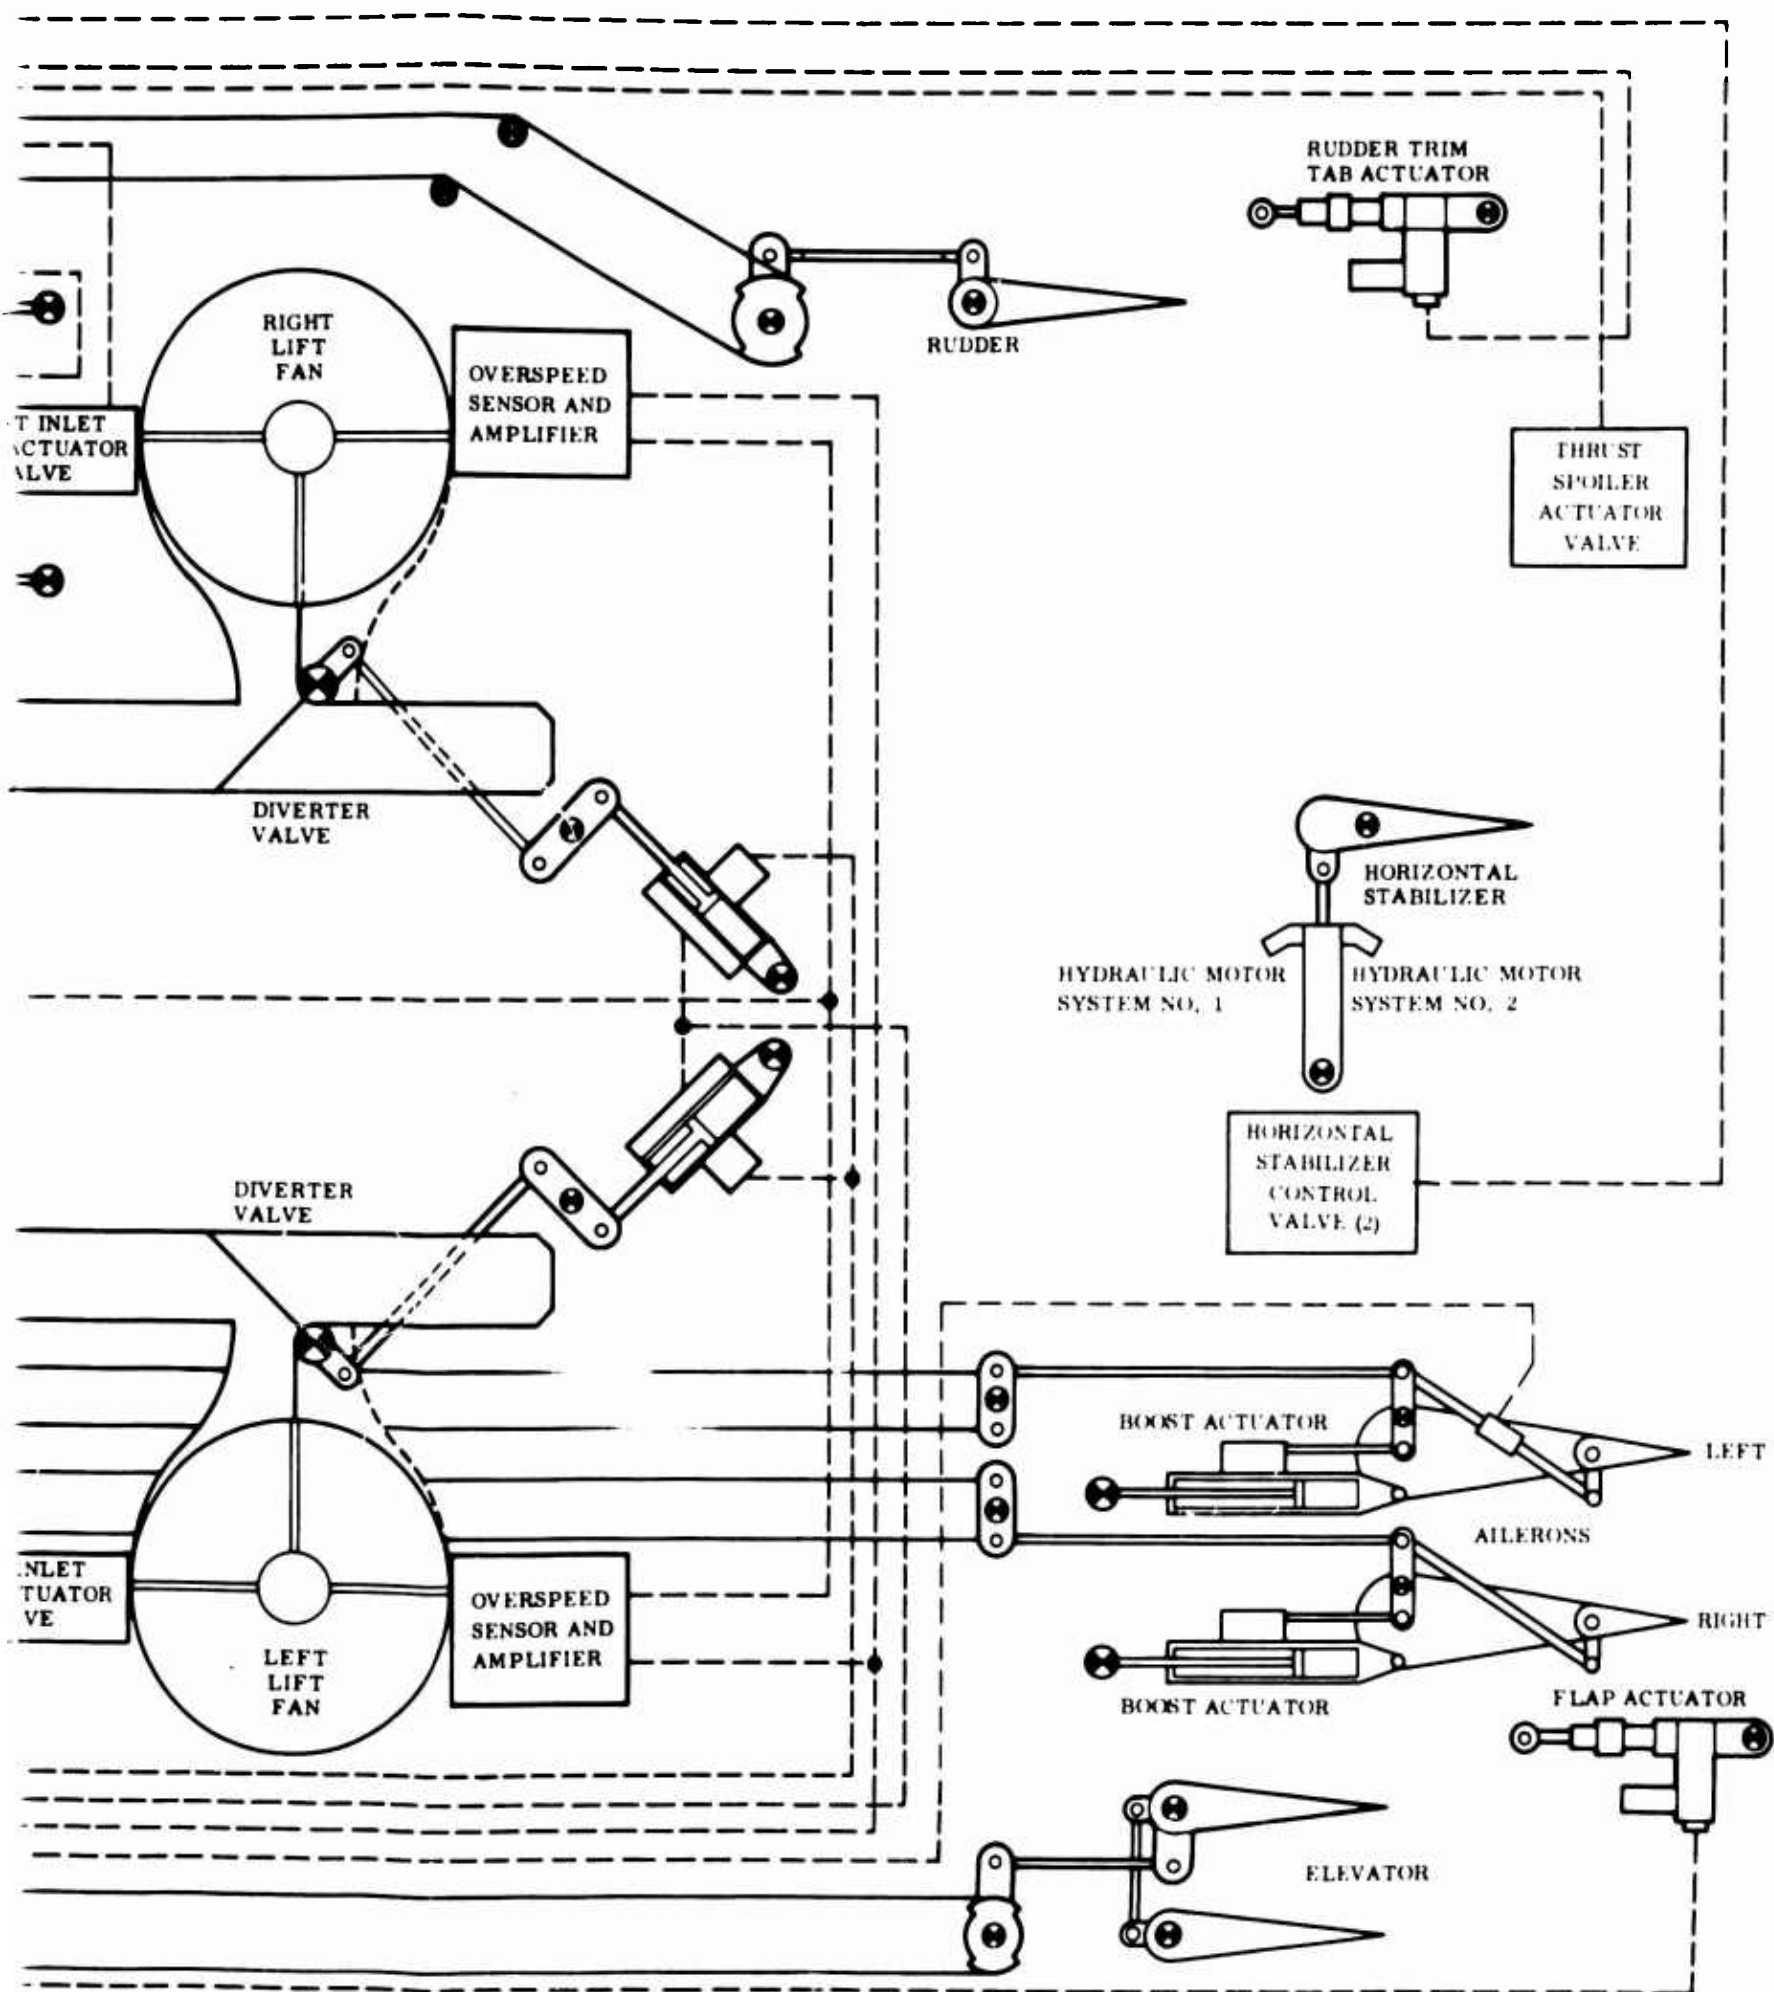 RUDDER TRIM
TAB ACTUATOR
RIGHT
LIFT
FAN
OVERSPEED
SENSOR AND
AMPLIFIER
RUDDER
T INLET
CTUATOR
ALVE
THRUST
SPOILER
ACTUATOR
VALVE
DIVERTER
VALVE
HORIZONTAL
STABILIZER
HYDRAULIC MOTOR
SYSTEM NO. 1
HYDRAULIC MOTOR
SYSTEM NO. 2
HORIZONTAL
STABILIZER
CONTROL
VALVE (2)
DIVERTER
VALVE
BOOST ACTUATOR
LEFT
AILERONS
NLET
TUATOR
VE
OVERSPEED
SENSOR AND
AMPLIFIER
LEFT
LIFT
FAN
RIGHT
BOOST ACTUATOR
FLAP ACTUATOR
ELEVATOR